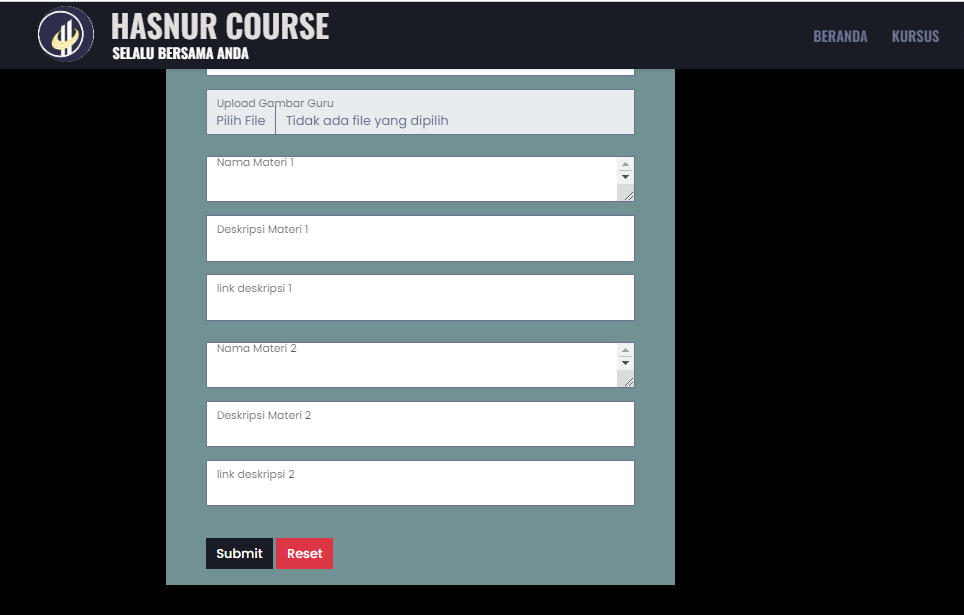 HASNUR COURSE
SELALU BERSAMA ANDA
BERANDA KURSUS
Upload Gambar Guru
Pilih File Tidak ada file yang dipilih
Nama Materi 1
Deskripsi Materi 1
link deskripsi 1
Nama Materi 2
Deskripsi Materi 2
link deskripsi 2
Submit Reset